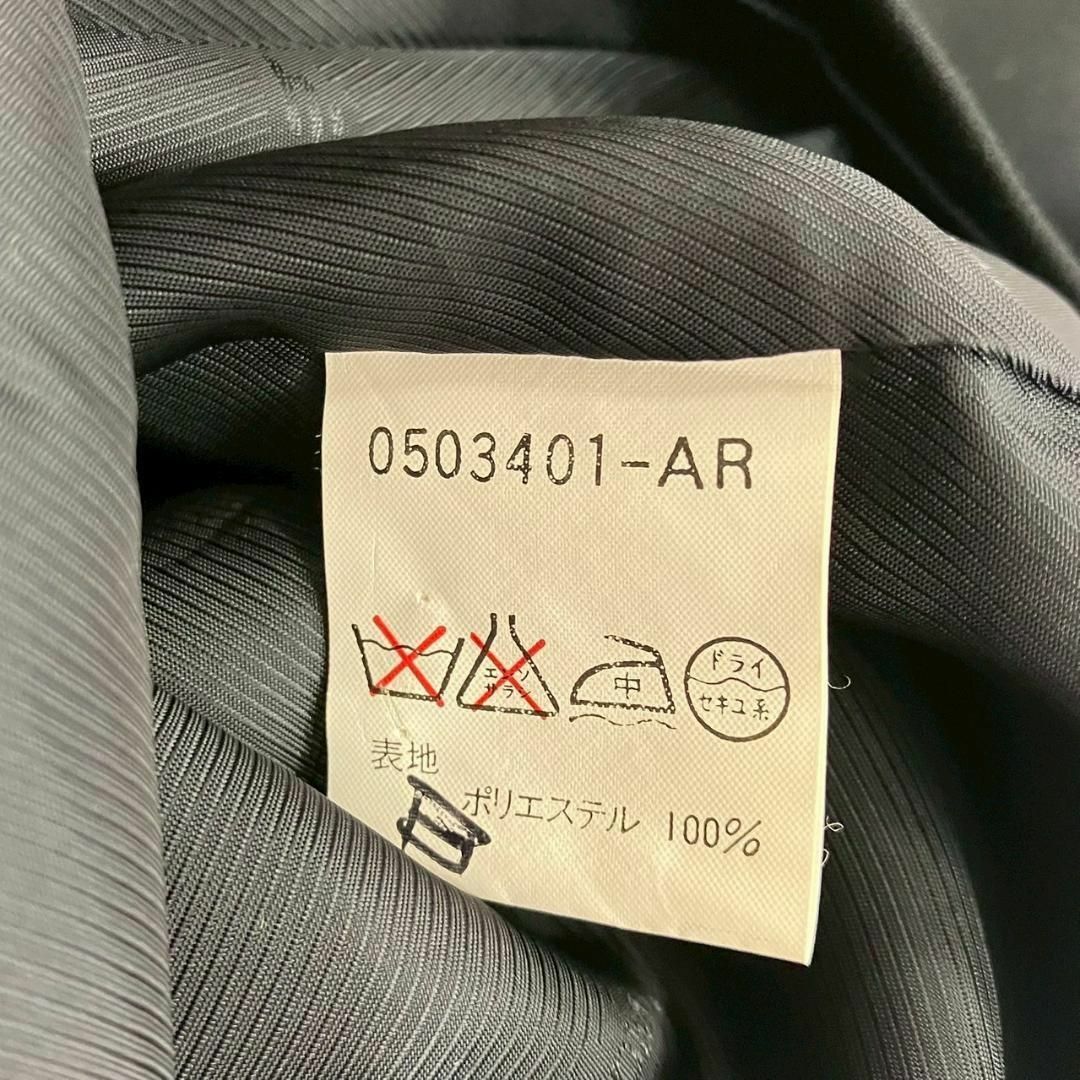 0503401-AR
エンソ
サラシ
中
ドライ
セキユ系
表地
ポリエステル 100%